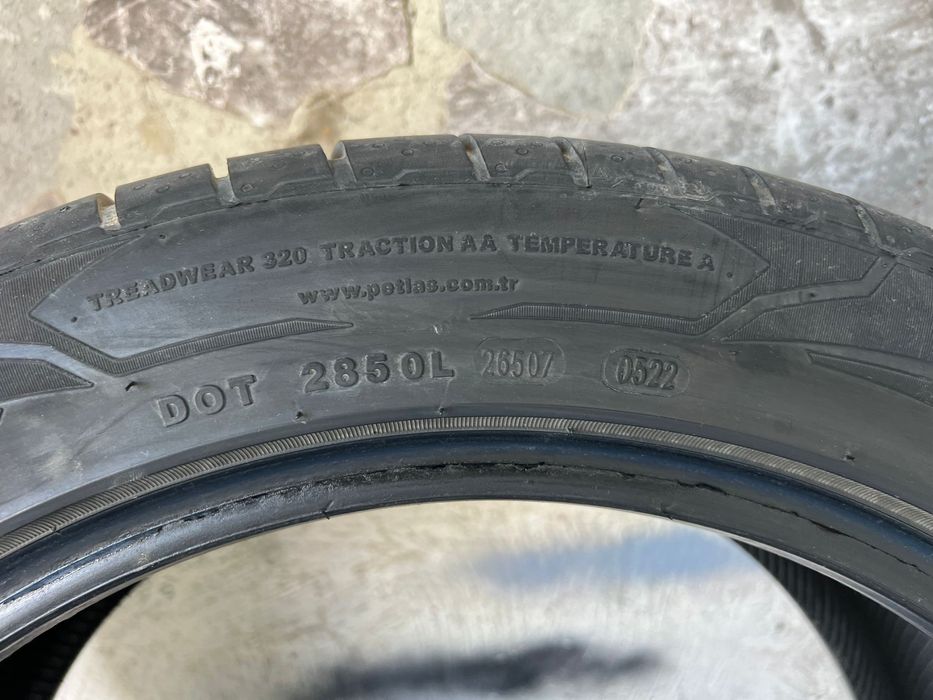 TREADWEAR 320 TRACTION AA TEMPERATURE A
www.petlas.com.tr
DOT 2850L 26507 0522